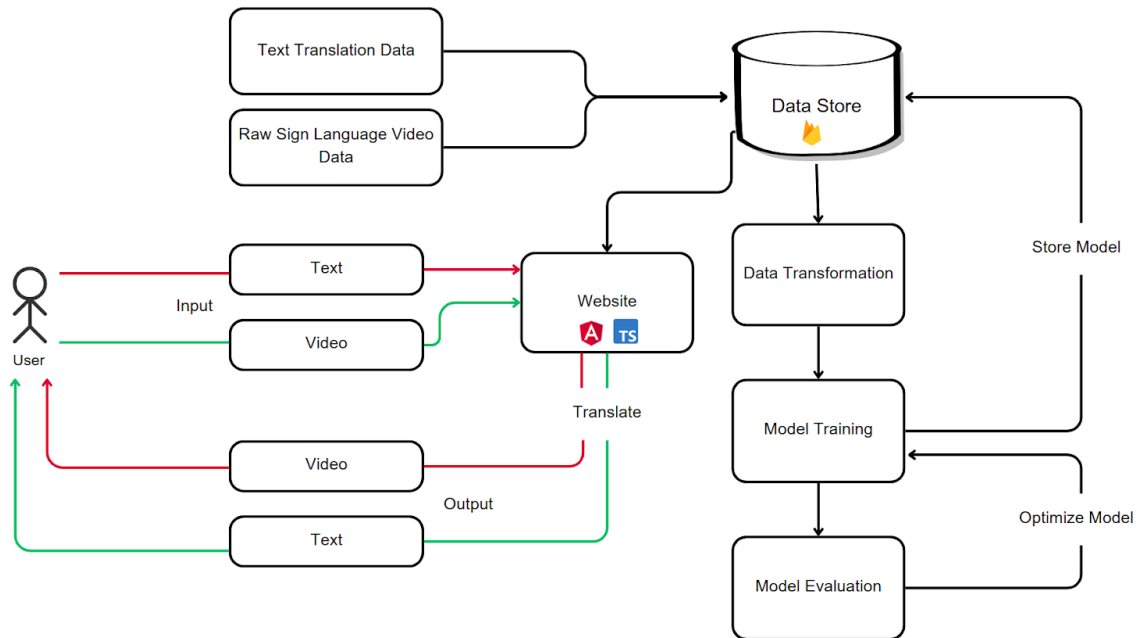 Text Translation Data
Data Store
Raw Sign Language Video
Data
Text
Data Transformation
Store Model
Input
Website
TS
Video
User
Translate
Model Training
Video
Output
Optimize Model
Text
Model Evaluation
A